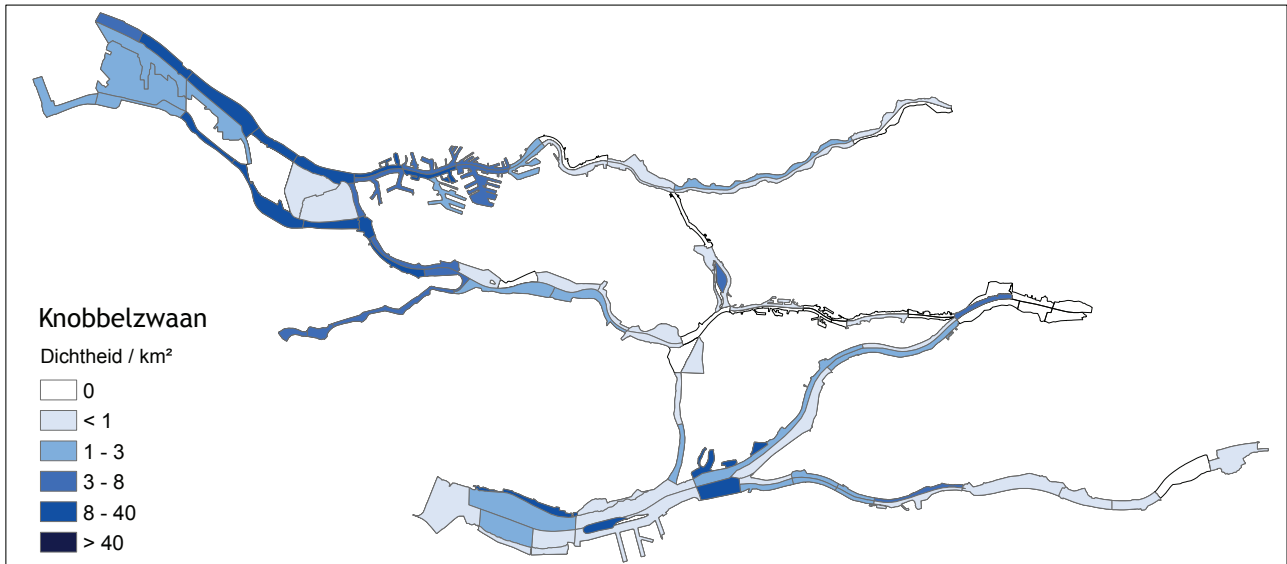 Knobbelzwaan
Dichtheid / km²
0
< 1
1 - 3
3 - 8
8 - 40
> 40